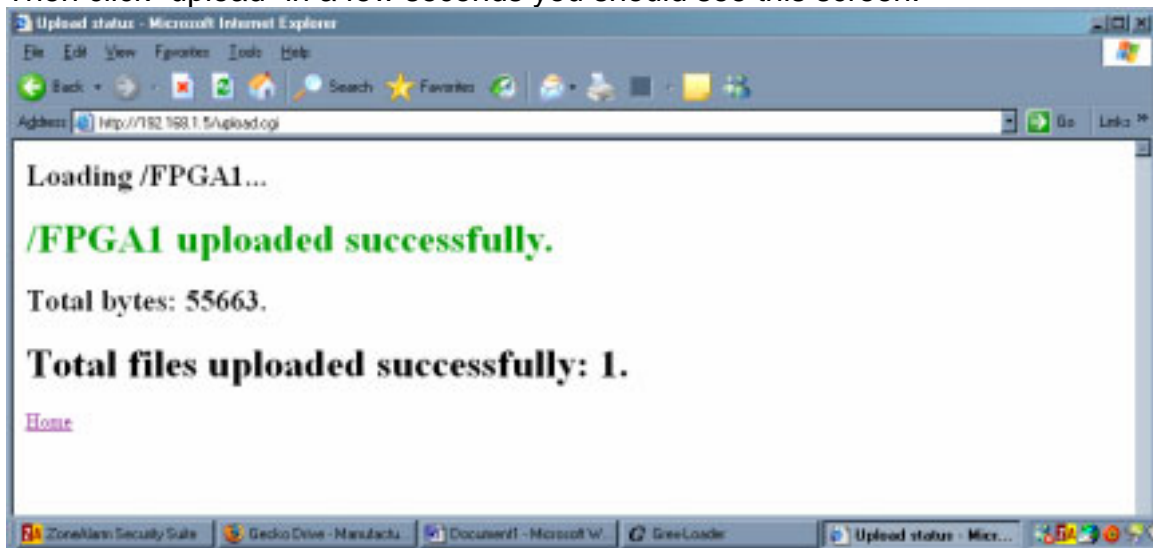 Then click "upload" in a few seconds you should see this screen.
Upload status - Microsoft Internet Explorer
File Edit View Favorites Tools Help
Back Search Favorites
Address http://192.168.1.5/upload.cgi Go Links »
Loading /FPGA1...
/FPGA1 uploaded successfully.
Total bytes: 55663.
Total files uploaded successfully: 1.
Home
ZoneAlarm Security Suite Gecko Drive - Manufactu... Document1 - Microsoft W... Upload status - Micr...